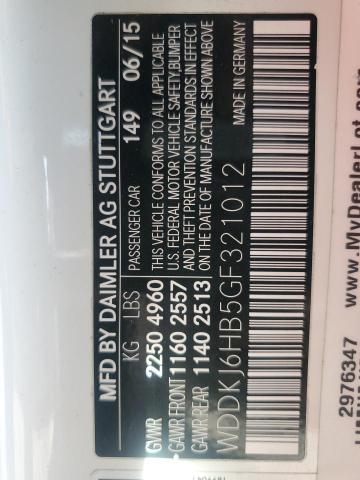 MFD BY DAIMLER AG STUTTGART
KG LBS PASSENGER CAR 149 06/15
GVWR 2250 4960 THIS VEHICLE CONFORMS TO ALL APPLICABLE
GAWR FRONT 1160 2557 U.S. FEDERAL MOTOR VEHICLE SAFETY, BUMPER
GAWR-REAR 1140 2513 AND THEFT PREVENTION STANDARDS IN EFFECT
ON THE DATE OF MANUFACTURE SHOWN ABOVE
WDDKJ6HB5GF321012 MADE IN GERMANY
2976347